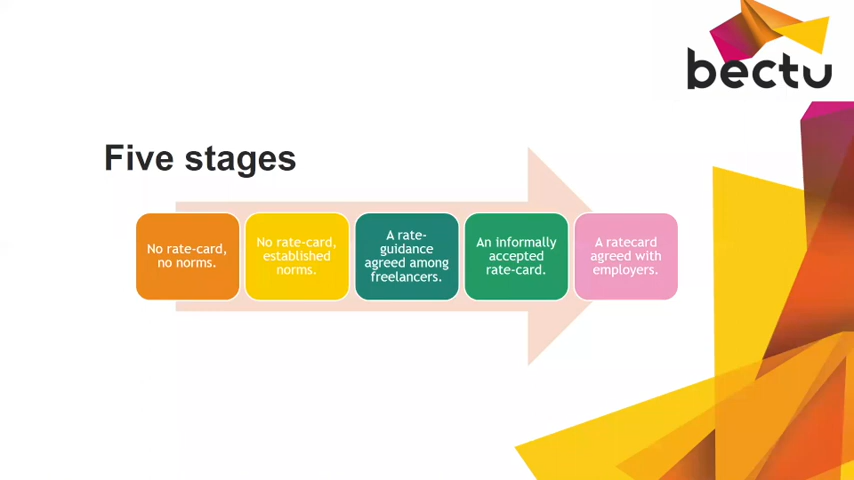 bectu
Five stages
No rate-card,
no norms.
No rate-card,
established
norms.
A rate-
guidance
agreed among
freelancers.
An informally
accepted
rate-card.
A ratecard
agreed with
employers.